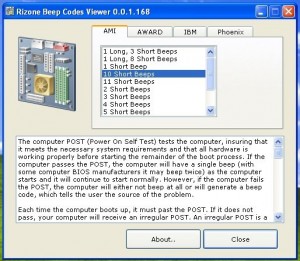 Rizone Beep Codes Viewer 0.0.1.168
AMI
AWARD
IBM
Phoenix
1 Long, 3 Short Beeps
1 Long, 8 Short Beeps
1 Short Beep
10 Short Beeps
11 Short Beeps
2 Short Beeps
3 Short Beeps
4 Short Beeps
5 Short Beeps
The computer POST (Power On Self Test) tests the computer, insuring that
it meets the necessary system requirements and that all hardware is
working properly before starting the remainder of the boot process. If the
computer passes the POST, the computer will have a single beep (with
some computer BIOS manufacturers it may beep twice) as the computer
starts and it will continue to start normally. However, if the computer fails
the POST, the computer will either not beep at all or will generate a beep
code, which tells the user the source of the problem.
Each time the computer boots up, it must past the POST. If it does not
pass, your computer will receive an irregular POST. An irregular POST is a
About..
Close